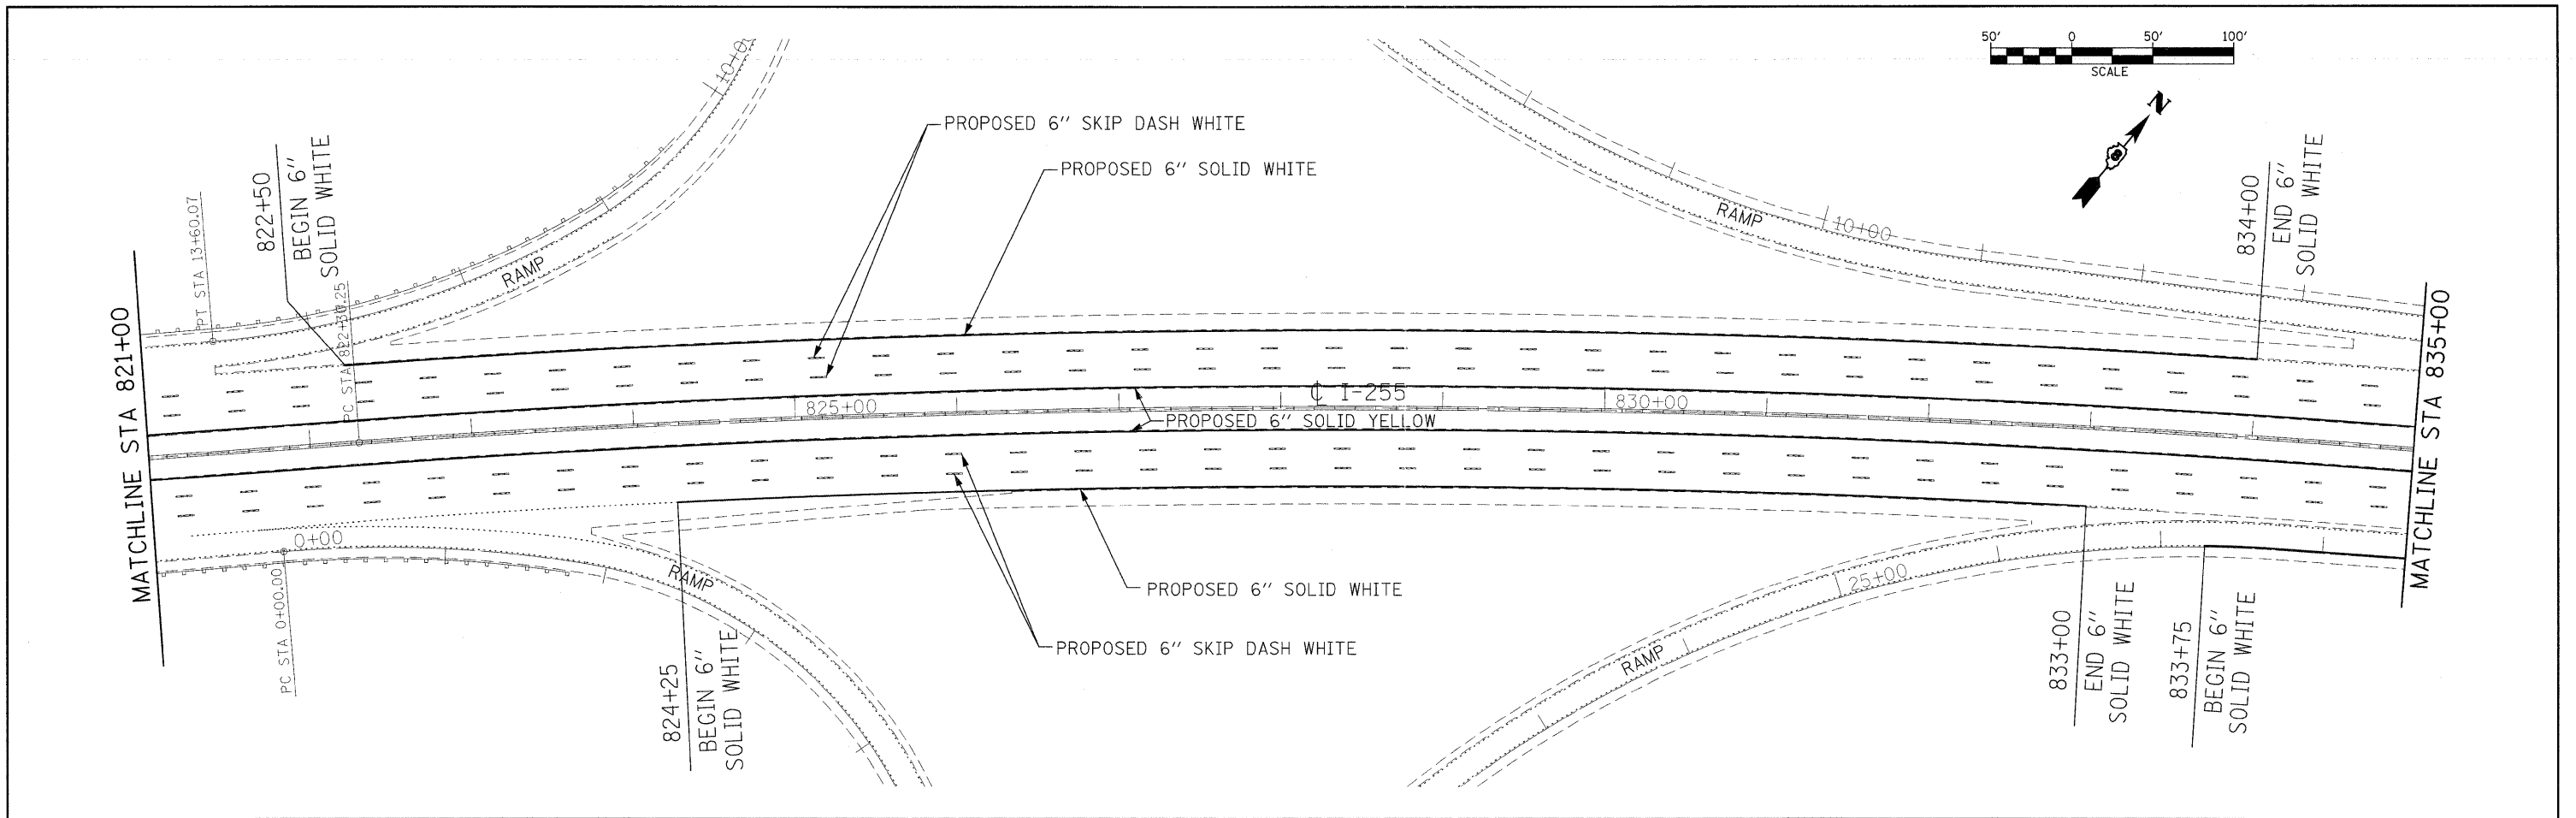 50' 0 50' 100'
SCALE
N
10+00
PROPOSED 6" SKIP DASH WHITE
PROPOSED 6" SOLID WHITE
822+50
BEGIN 6"
SOLID WHITE
PT STA 13+60.07
PC STA 822+30.25
RAMP
RAMP
10+00
834+00
END 6"
SOLID WHITE
MATCHLINE STA 821+00
MATCHLINE STA 835+00
825+00
℄ I-255
830+00
PROPOSED 6" SOLID YELLOW
0+00
PC STA 0+00.00
RAMP
824+25
BEGIN 6"
SOLID WHITE
PROPOSED 6" SOLID WHITE
PROPOSED 6" SKIP DASH WHITE
RAMP
25+00
833+00
END 6"
SOLID WHITE
833+75
BEGIN 6"
SOLID WHITE